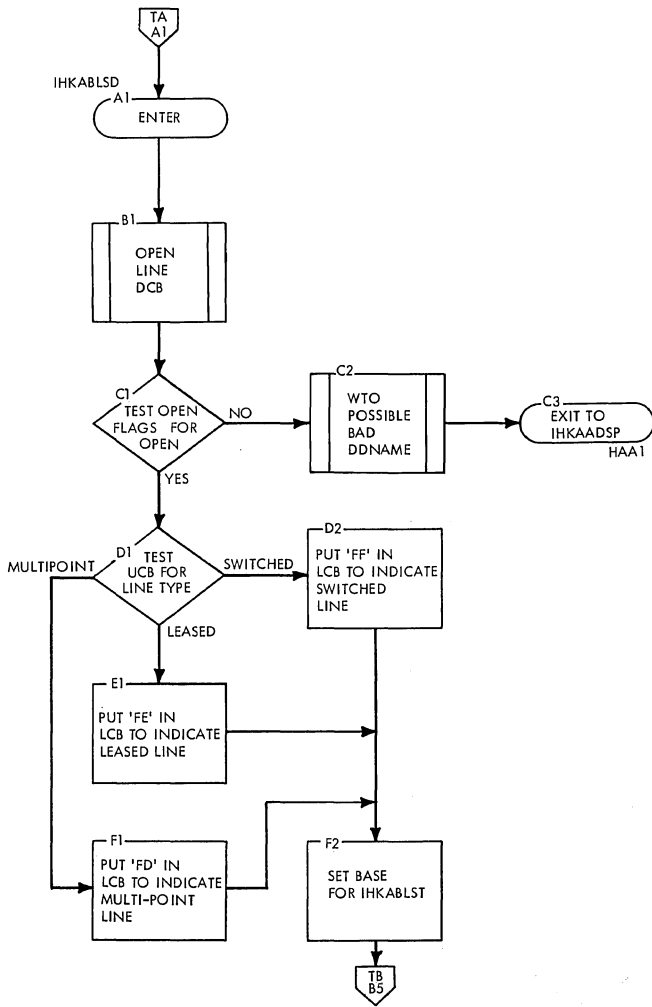 TA
A1
IHKABLSD
A1
ENTER
B1
OPEN
LINE
DCB
C1
TEST OPEN
FLAGS FOR
OPEN
NO
YES
C2
WTO
POSSIBLE
BAD
DDNAME
C3
EXIT TO
IHKAADSP
HAA1
D1
TEST
UCB FOR
LINE TYPE
MULTIPOINT
SWITCHED
LEASED
D2
PUT 'FF' IN
LCB TO INDICATE
SWITCHED
LINE
E1
PUT 'FE' IN
LCB TO INDICATE
LEASED LINE
F1
PUT 'FD' IN
LCB TO INDICATE
MULTI-POINT
LINE
F2
SET BASE
FOR IHKABLST
TB
B5